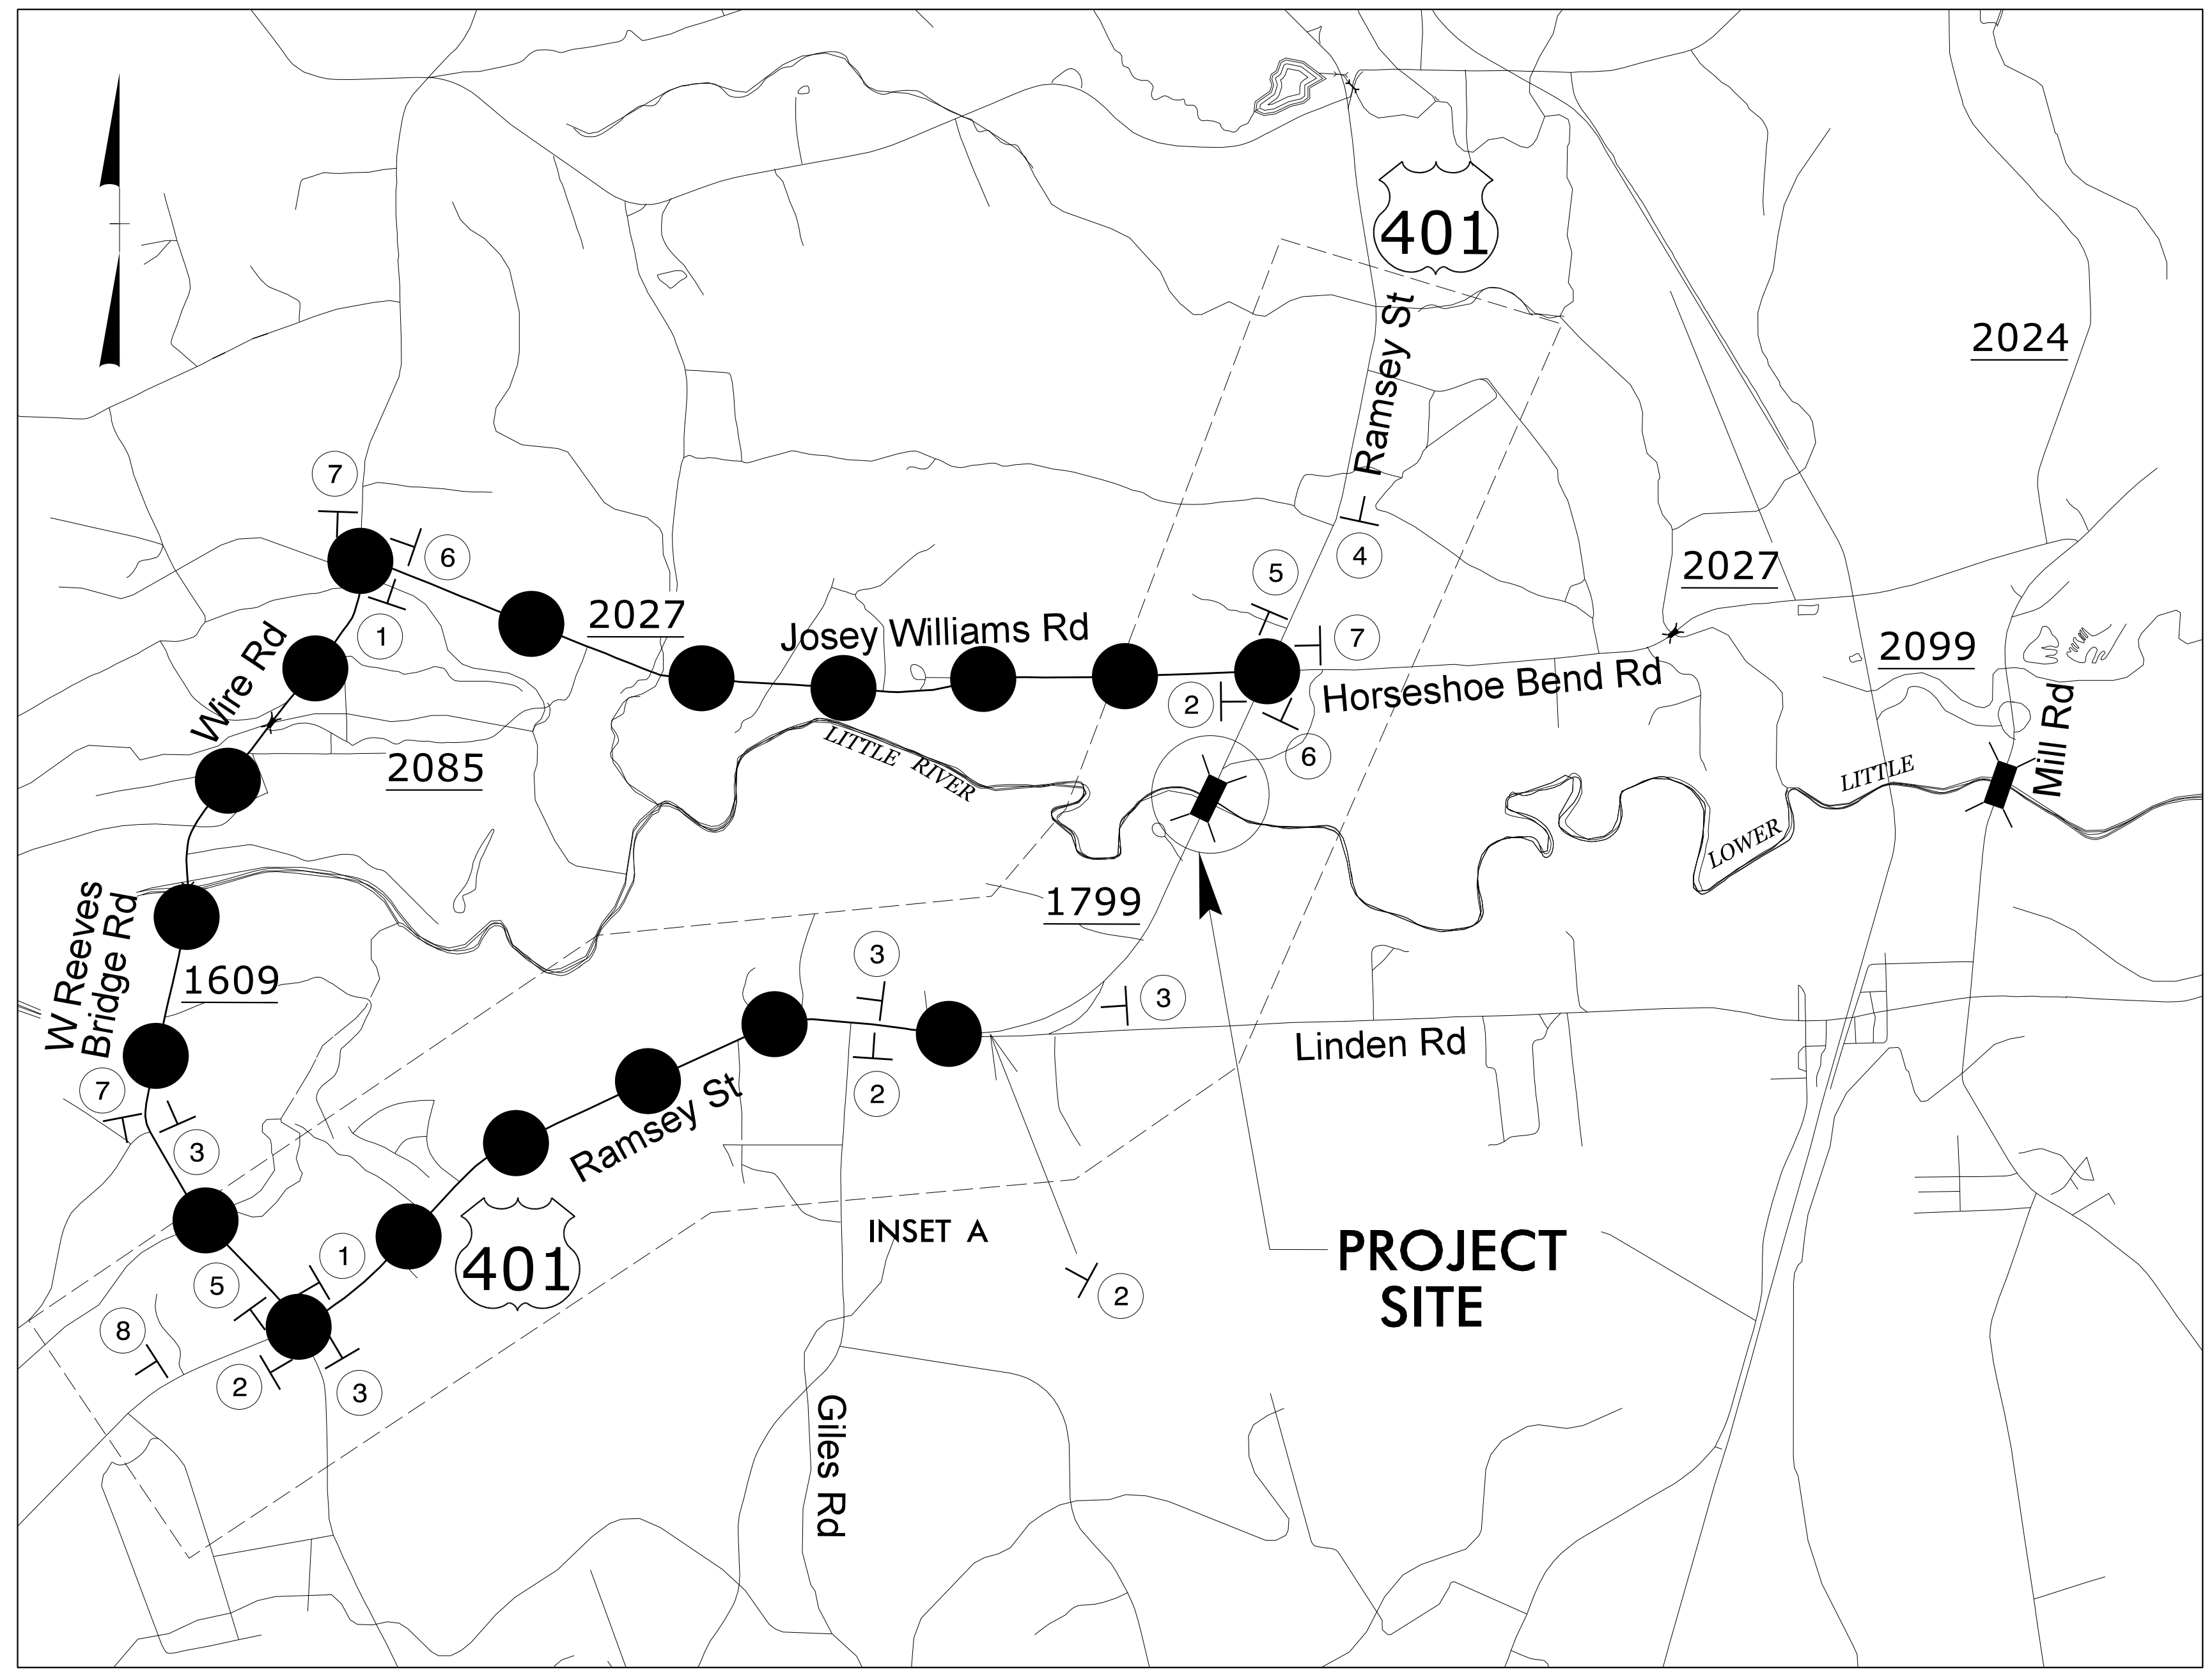 401
Ramsey St
2024
7
6
2027
5
4
2027
1
Wire Rd
Josey Williams Rd
7
2099
2
Horseshoe Bend Rd
Mill Rd
6
2085
LITTLE RIVER
LITTLE
LOWER
1799
W Reeves
Bridge Rd
1609
3
3
Linden Rd
7
2
3
Ramsey St
INSET A
PROJECT
SITE
1
401
5
2
8
2
3
Giles Rd